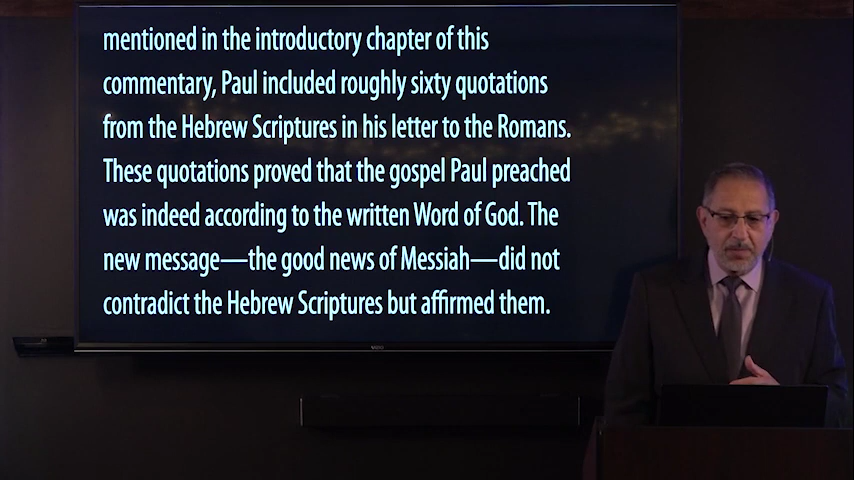 mentioned in the introductory chapter of this
commentary, Paul included roughly sixty quotations
from the Hebrew Scriptures in his letter to the Romans.
These quotations proved that the gospel Paul preached
was indeed according to the written Word of God. The
new message—the good news of Messiah—did not
contradict the Hebrew Scriptures but affirmed them.